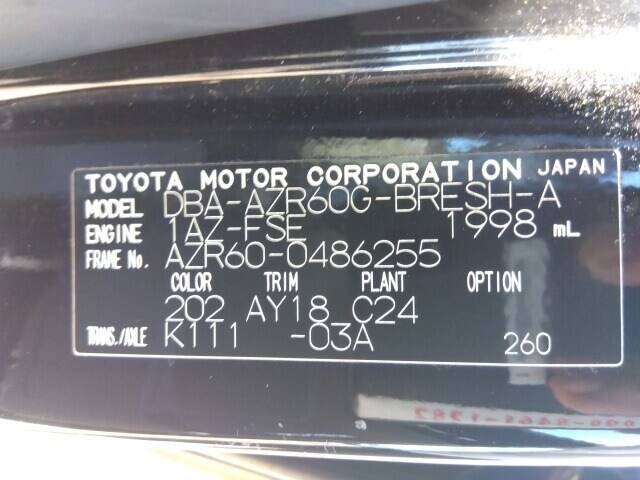 TOYOTA MOTOR CORPORATION JAPAN
MODEL DBA-AZR60G-BRESH-A
ENGINE 1AZ-FSE 1998 mL
FRAME No. AZR60-0486255
COLOR TRIM PLANT OPTION
202 AY18 C24
TRANS./AXLE K111 -03A 260